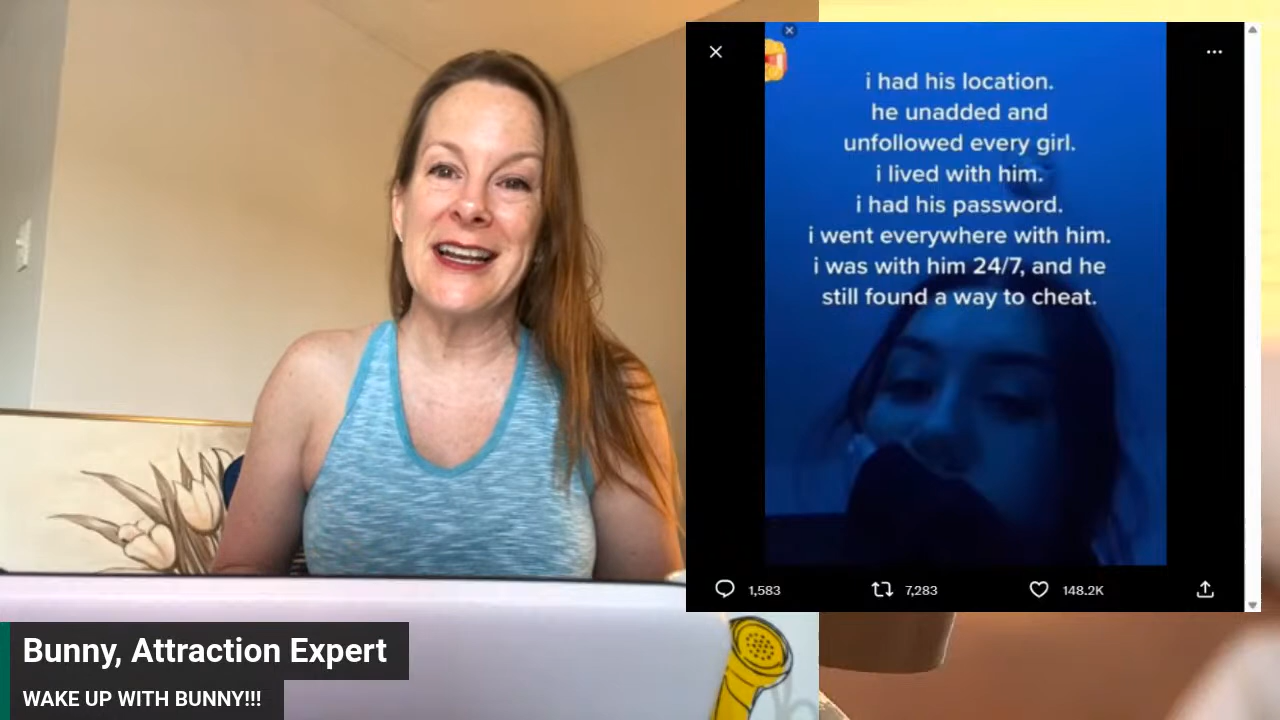 i had his location.
he unadded and
unfollowed every girl.
i lived with him.
i had his password.
i went everywhere with him.
i was with him 24/7, and he
still found a way to cheat.
1,583
7,283
148.2K
Bunny, Attraction Expert
WAKE UP WITH BUNNY!!!